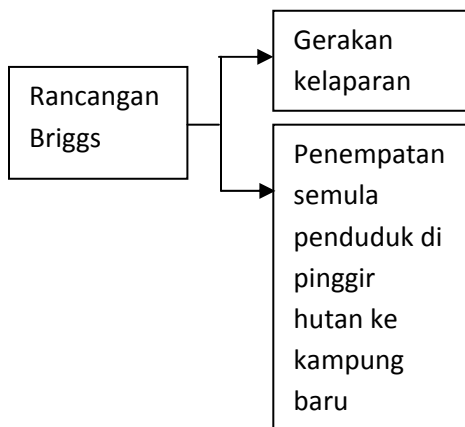 Rancangan
Briggs
Gerakan
kelaparan
Penempatan
semula
penduduk di
pinggir
hutan ke
kampung
baru